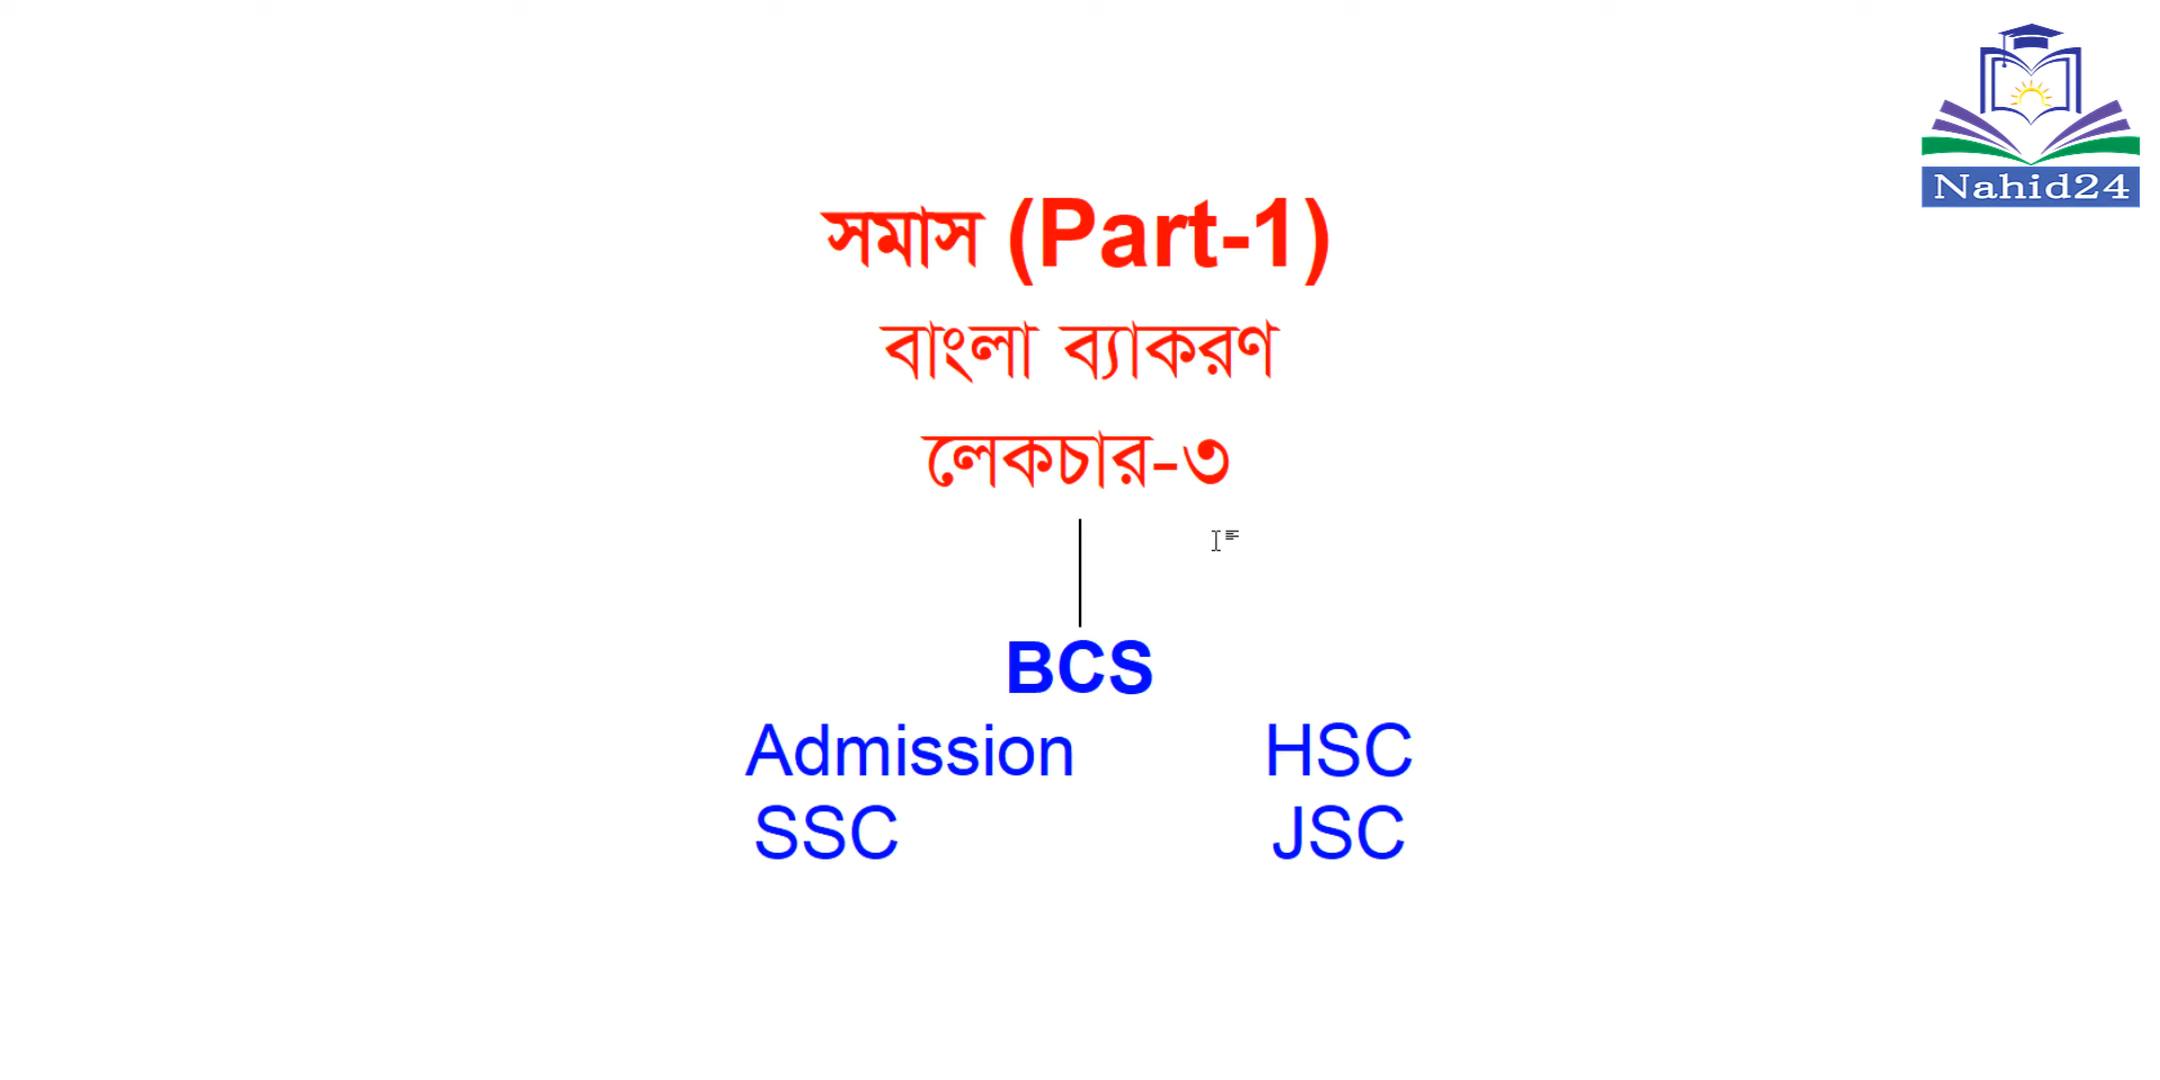 Nahid24
সমাস (Part-1)
বাংলা ব্যাকরণ
লেকচার-৩
BCS
Admission HSC
SSC JSC